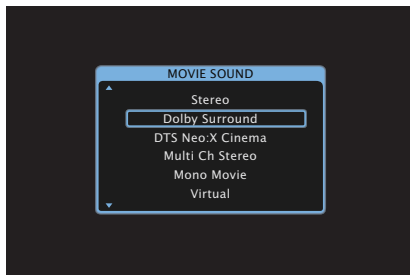 MOVIE SOUND
Stereo
Dolby Surround
DTS Neo:X Cinema
Multi Ch Stereo
Mono Movie
Virtual